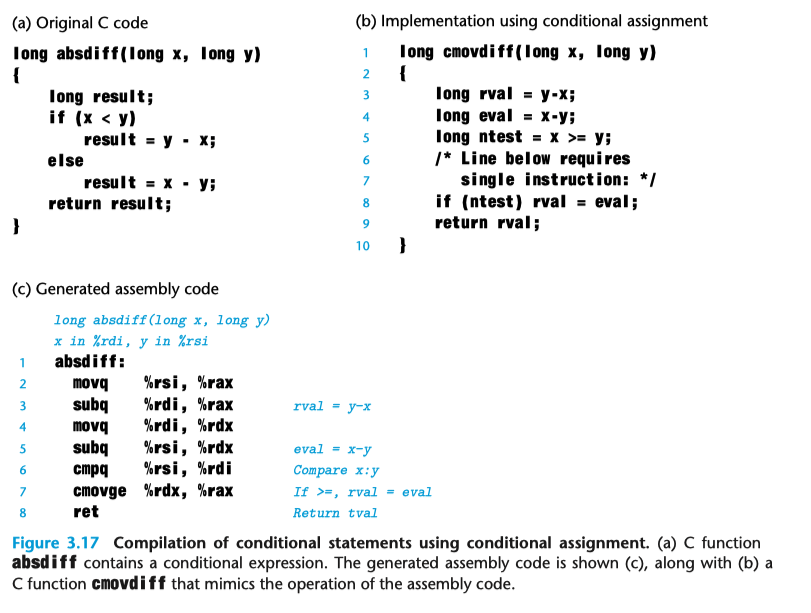 (a) Original C code
long absdiff(long x, long y)
{
    long result;
    if (x < y)
        result = y - x;
    else
        result = x - y;
    return result;
}
(b) Implementation using conditional assignment
1 long cmovdiff(long x, long y)
2 {
3     long rval = y-x;
4     long eval = x-y;
5     long ntest = x >= y;
6     /* Line below requires
7        single instruction: */
8     if (ntest) rval = eval;
9     return rval;
10 }
(c) Generated assembly code
long absdiff(long x, long y)
x in %rdi, y in %rsi
1 absdiff:
2 movq %rsi, %rax
3 subq %rdi, %rax rval = y-x
4 movq %rdi, %rdx
5 subq %rsi, %rdx eval = x-y
6 cmpq %rsi, %rdi Compare x:y
7 cmovge %rdx, %rax If >=, rval = eval
8 ret Return tval
Figure 3.17 Compilation of conditional statements using conditional assignment. (a) C function
absdiff contains a conditional expression. The generated assembly code is shown (c), along with (b) a
C function cmovdiff that mimics the operation of the assembly code.